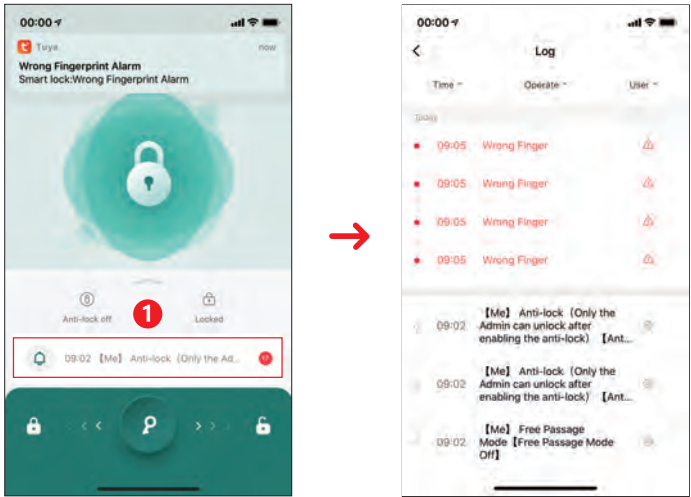 00:00
Tuya
now
Wrong Fingerprint Alarm
Smart lock:Wrong Fingerprint Alarm
Anti-lock off
1
Locked
09:02 【Me】 Anti-lock (Only the Ad...
00:00
Log
Time
Operate
User
Today
09:05 Wrong Finger
09:05 Wrong Finger
09:05 Wrong Finger
09:05 Wrong Finger
【Me】 Anti-lock (Only the
09:02 Admin can unlock after
enabling the anti-lock) 【Ant...
【Me】 Anti-lock (Only the
09:02 Admin can unlock after
enabling the anti-lock) 【Ant...
【Me】 Free Passage
09:02 Mode【Free Passage Mode
Off】